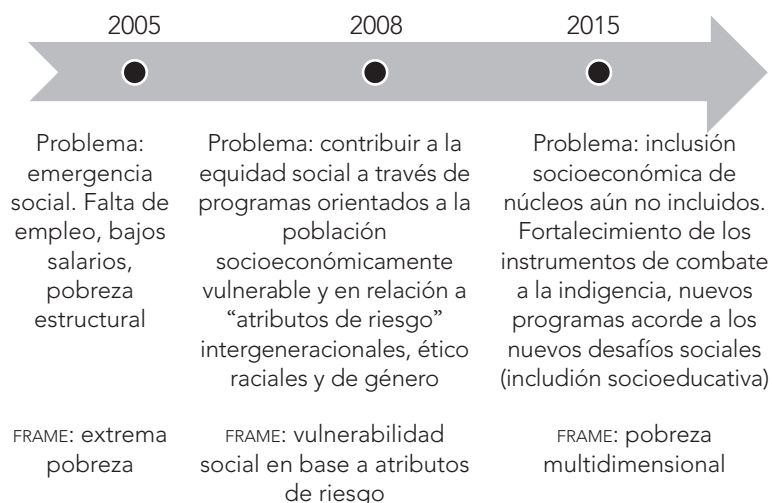 2005
2008
2015
Problema:
emergencia
social. Falta de
empleo, bajos
salarios,
pobreza
estructural
Problema: contribuir a la
equidad social a través de
programas orientados a la
población
socioeconómicamente
vulnerable y en relación a
“atributos de riesgo”
intergeneracionales, ético
raciales y de género
Problema: inclusión
socioeconómica de
núcleos aún no incluidos.
Fortalecimiento de los
instrumentos de combate
a la indigencia, nuevos
programas acorde a los
nuevos desafíos sociales
(includión socioeducativa)
FRAME: extrema
pobreza
FRAME: vulnerabilidad
social en base a atributos
de riesgo
FRAME: pobreza
multidimensional